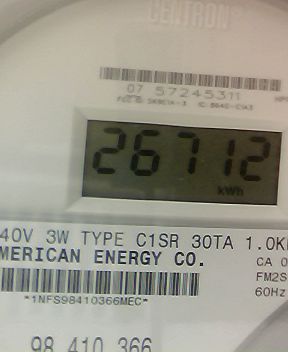 CENTRON
07 57245311
26712
kWh
40V 3W TYPE C1SR 30TA 1.0K
MERICAN ENERGY CO.
CA 0
FM2S
60Hz
*1NFS98410366MEC*
98 410 366